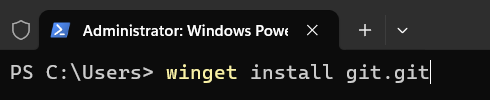 Administrator: Windows Powe
PS C:\Users> winget install git.git